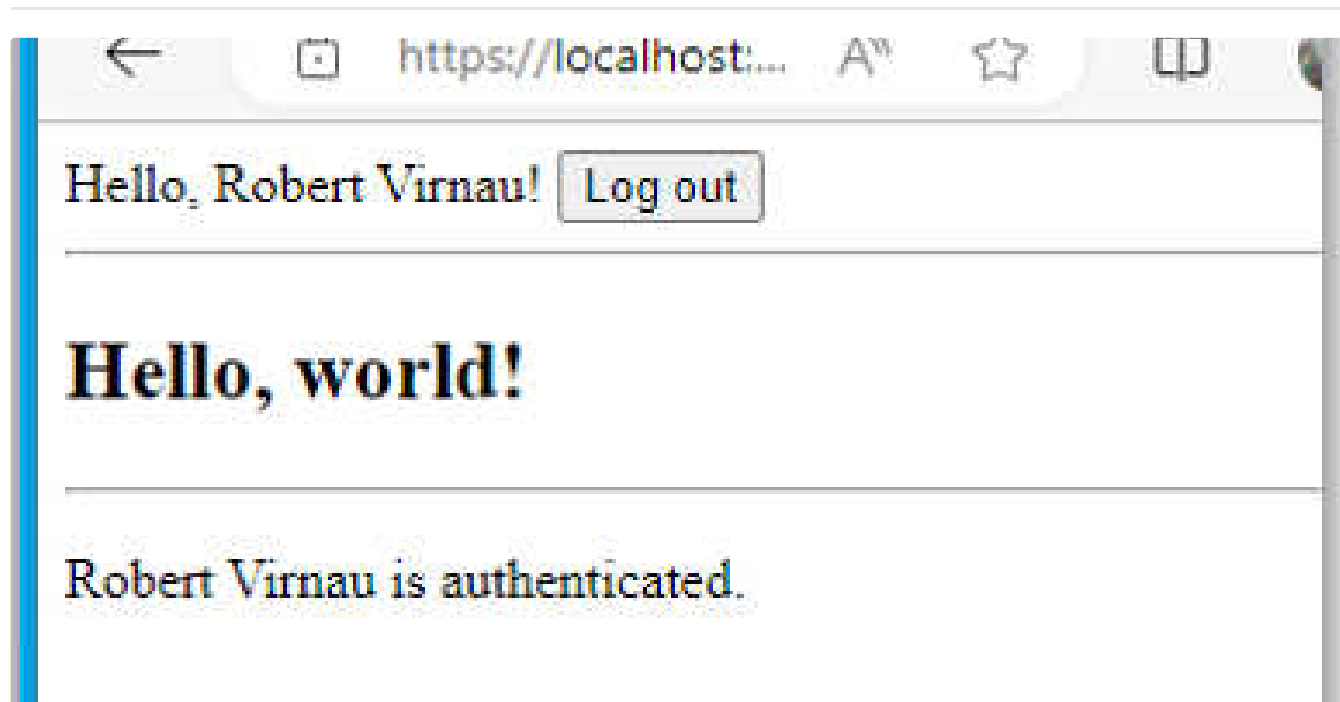 https://localhost:...
Hello, Robert Virnau! Log out
Hello, world!
Robert Virnau is authenticated.